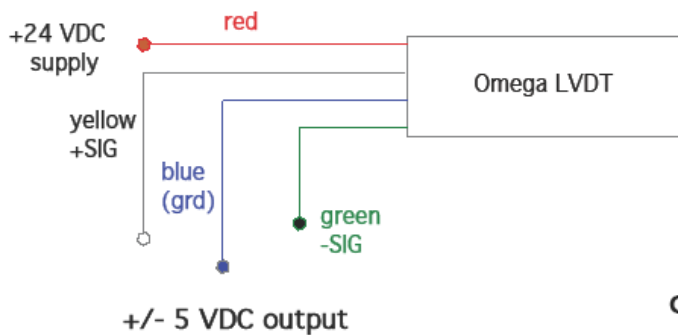 red
+24 VDC
supply
Omega LVDT
yellow
+SIG
blue
(grd)
green
-SIG
+/- 5 VDC output